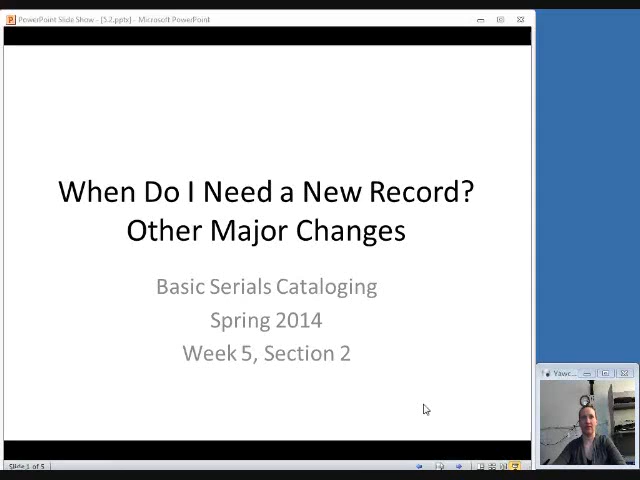 PowerPoint Slide Show - [5.2.pptx] - Microsoft PowerPoint
When Do I Need a New Record?
Other Major Changes
Basic Serials Cataloging
Spring 2014
Week 5, Section 2
Yawc...
Slide 1 of 5